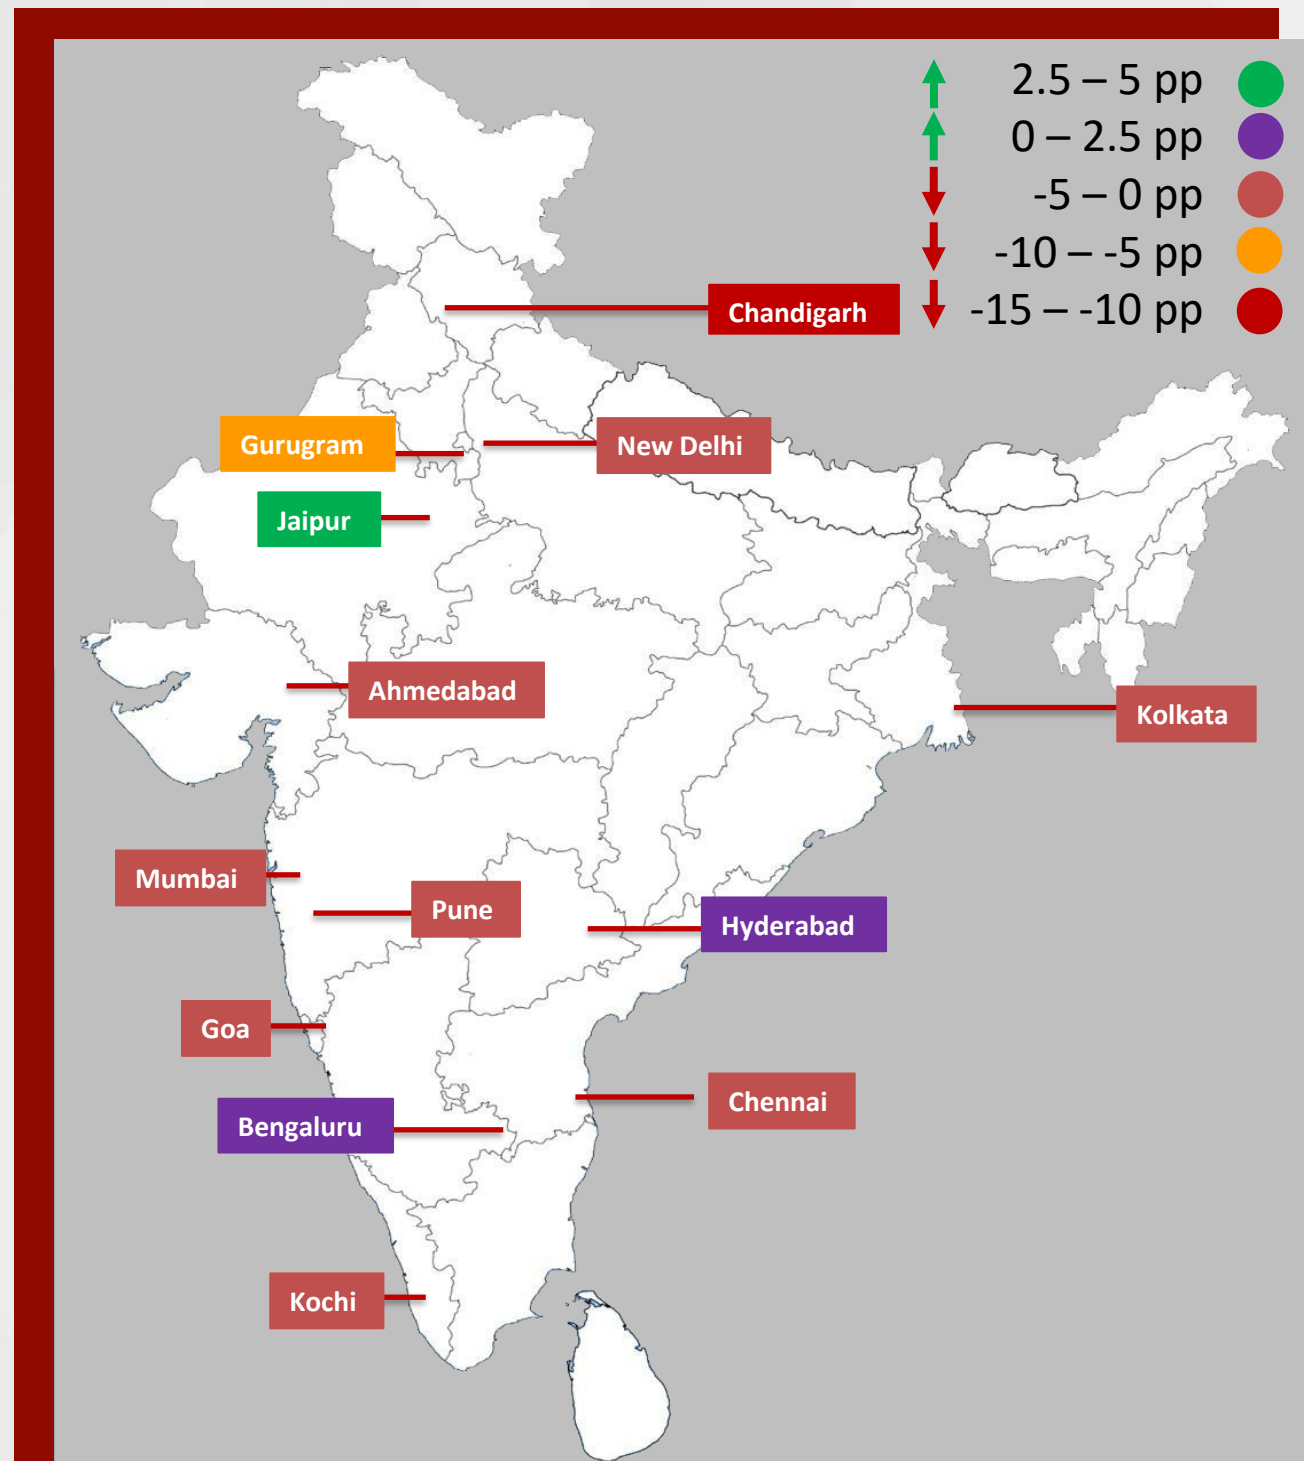 2.5 – 5 pp
0 – 2.5 pp
-5 – 0 pp
-10 – -5 pp
-15 – -10 pp
Chandigarh
Gurugram
New Delhi
Jaipur
Ahmedabad
Kolkata
Mumbai
Pune
Hyderabad
Goa
Chennai
Bengaluru
Kochi